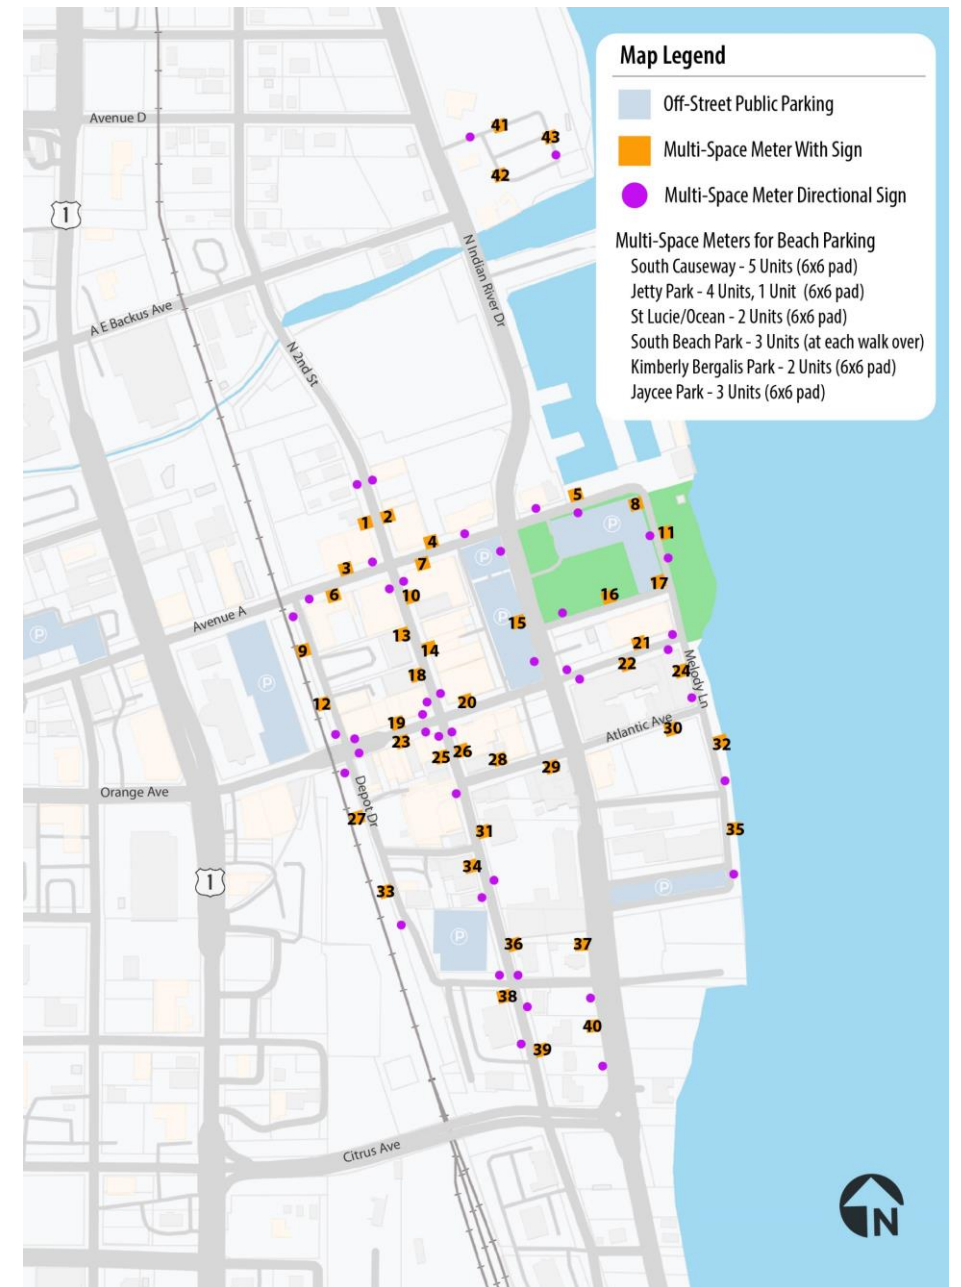 Map Legend
Off-Street Public Parking
Multi-Space Meter With Sign
Multi-Space Meter Directional Sign
Multi-Space Meters for Beach Parking
South Causeway - 5 Units (6x6 pad)
Jetty Park - 4 Units, 1 Unit (6x6 pad)
St Lucie/Ocean - 2 Units (6x6 pad)
South Beach Park - 3 Units (at each walk over)
Kimberly Bergalis Park - 2 Units (6x6 pad)
Jaycee Park - 3 Units (6x6 pad)
Avenue D
41
43
42
1
N Indian River Dr
A E Backus Ave
N 2nd St
5
8
P
1
2
11
4
3
7
P
17
6
10
16
Avenue A
15
13
P
9
14
21
22
18
24
Melody Ln
P
12
20
19
23
Atlantic Ave
30
32
26
25
28
29
Orange Ave
Depot Dr
27
31
35
34
1
33
P
P
36
37
38
40
39
Citrus Ave
N